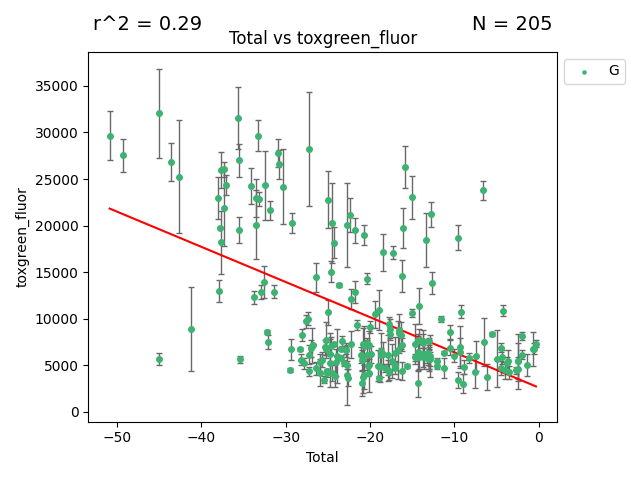 r^2 = 0.29
N = 205
Total vs toxgreen_fluor
G
35000
30000
25000
20000
15000
10000
5000
0
toxgreen_fluor
−50
−40
−30
−20
−10
0
Total